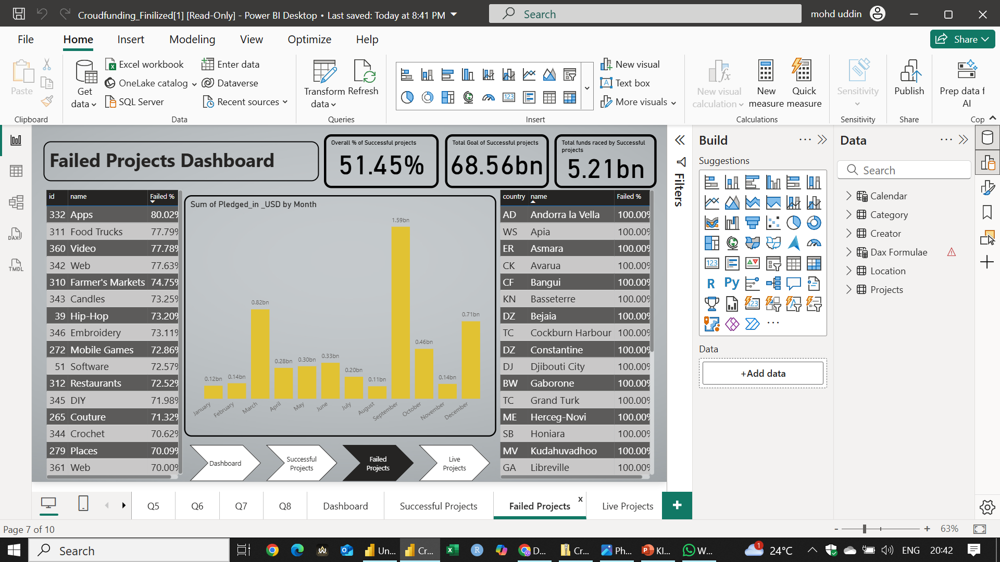 Croudfunding_Finilized[1] [Read-Only] - Power BI Desktop • Last saved: Today at 8:41 PM
Search
mohd uddin
File
Home
Insert
Modeling
View
Optimize
Help
Share
Paste
Clipboard
Get data
Excel workbook
OneLake catalog
SQL Server
Enter data
Dataverse
Recent sources
Data
Transform data
Refresh
Queries
New visual
Text box
More visuals
Insert
New visual calculation
New measure
Quick measure
Calculations
Sensitivity
Sensitivity
Publish
Share
Prep data f
AI
Cop
Failed Projects Dashboard
Overall % of Successful projects
51.45%
Total Goal of Successful projects
68.56bn
Total funds raced by Successful projects
5.21bn
id name Failed %
332 Apps 80.02%
311 Food Trucks 77.79%
360 Video 77.78%
342 Web 77.63%
310 Farmer's Markets 74.75%
343 Candles 73.25%
39 Hip-Hop 73.20%
346 Embroidery 73.11%
272 Mobile Games 72.86%
51 Software 72.57%
312 Restaurants 72.52%
345 DIY 71.98%
265 Couture 71.32%
344 Crochet 70.62%
279 Places 70.09%
361 Web 70.00%
Sum of Pledged_in _USD by Month
0.12bn
0.14bn
0.82bn
0.28bn
0.30bn
0.33bn
0.20bn
0.11bn
1.59bn
0.46bn
0.14bn
0.71bn
January
February
March
April
May
June
July
August
September
October
November
December
Dashboard
Successful Projects
Failed Projects
Live Projects
country name Failed %
AD Andorra la Vella 100.00%
WS Apia 100.00%
ER Asmara 100.00%
CK Avarua 100.00%
CF Bangui 100.00%
KN Basseterre 100.00%
DZ Bejaia 100.00%
TC Cockburn Harbour 100.00%
DZ Constantine 100.00%
DJ Djibouti City 100.00%
BW Gaborone 100.00%
TC Grand Turk 100.00%
ME Herceg-Novi 100.00%
SB Honiara 100.00%
MV Kudahuvadhoo 100.00%
GA Libreville 100.00%
Filters
Build
Suggestions
123
R
Py
123
Data
+Add data
Data
Search
Calendar
Category
Creator
Dax Formulae
Location
Projects
DAX
TMDL
Q5
Q6
Q7
Q8
Dashboard
Successful Projects
Failed Projects
x
Live Projects
+
Page 7 of 10
- + 63%
Search
Un...
Cr...
D...
Cr...
Ph...
KI...
W...
1
24°C
ENG
20:42